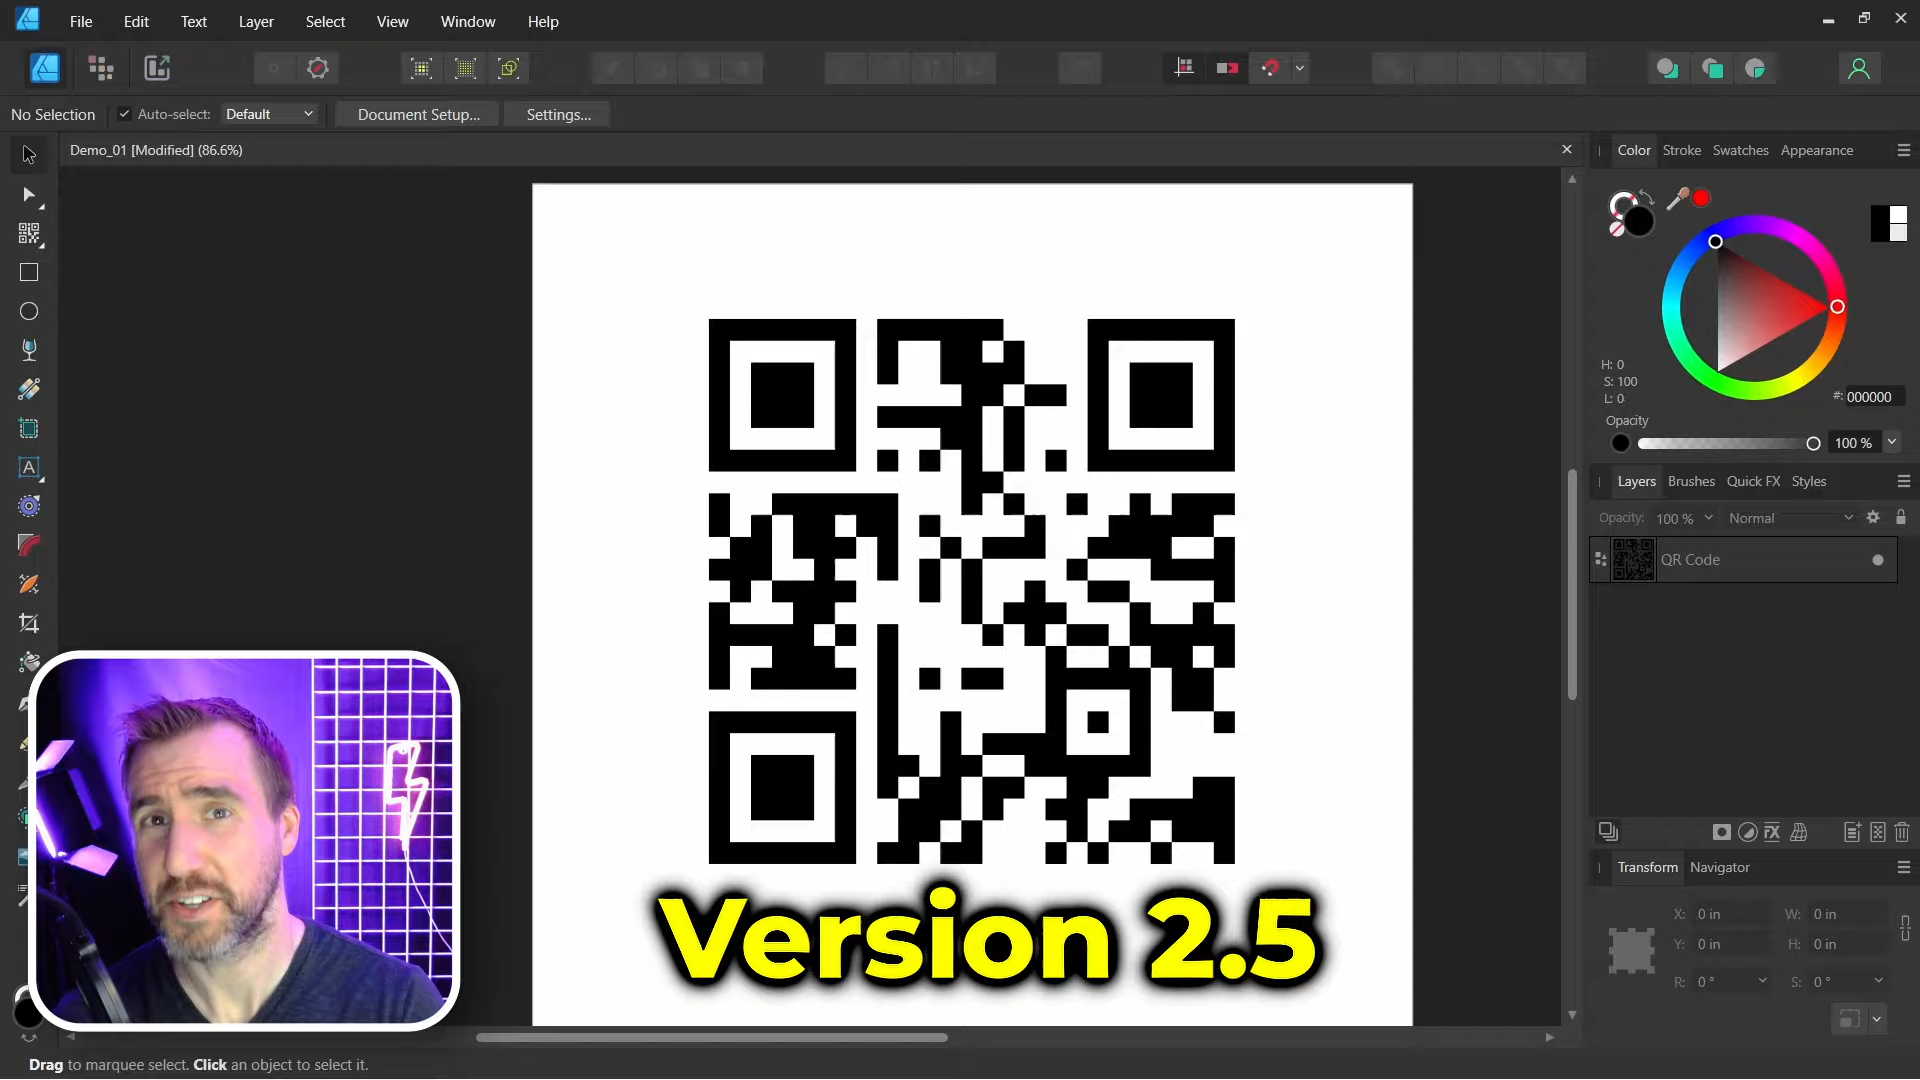 File Edit Text Layer Select View Window Help
No Selection Auto-select: Default Document Setup... Settings...
Demo_01 [Modified] (86.6%)
Color Stroke Swatches Appearance
H: 0
S: 100
L: 0
#: 000000
Opacity
100 %
Layers Brushes Quick FX Styles
Opacity: 100 % Normal
QR Code
Transform Navigator
X: 0 in W: 0 in
Y: 0 in H: 0 in
R: 0 ° S: 0 °
Version 2.5
Drag to marquee select. Click an object to select it.